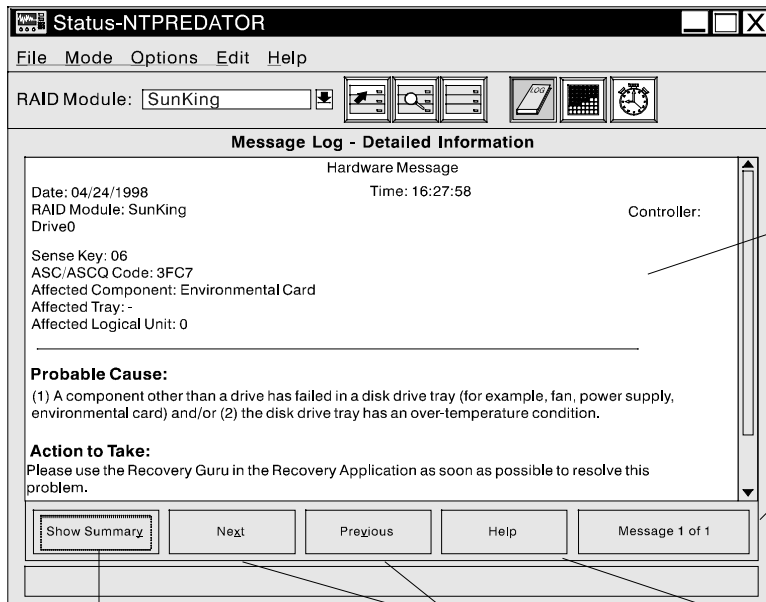 Status-NTPREDATOR
File Mode Options Edit Help
RAID Module: SunKing
LOG
Message Log - Detailed Information
Hardware Message
Date: 04/24/1998 Time: 16:27:58
RAID Module: SunKing Controller:
Drive0
Sense Key: 06
ASC/ASCQ Code: 3FC7
Affected Component: Environmental Card
Affected Tray: -
Affected Logical Unit: 0
Probable Cause:
(1) A component other than a drive has failed in a disk drive tray (for example, fan, power supply,
environmental card) and/or (2) the disk drive tray has an over-temperature condition.
Action to Take:
Please use the Recovery Guru in the Recovery Application as soon as possible to resolve this
problem.
Show Summary Next Previous Help Message 1 of 1